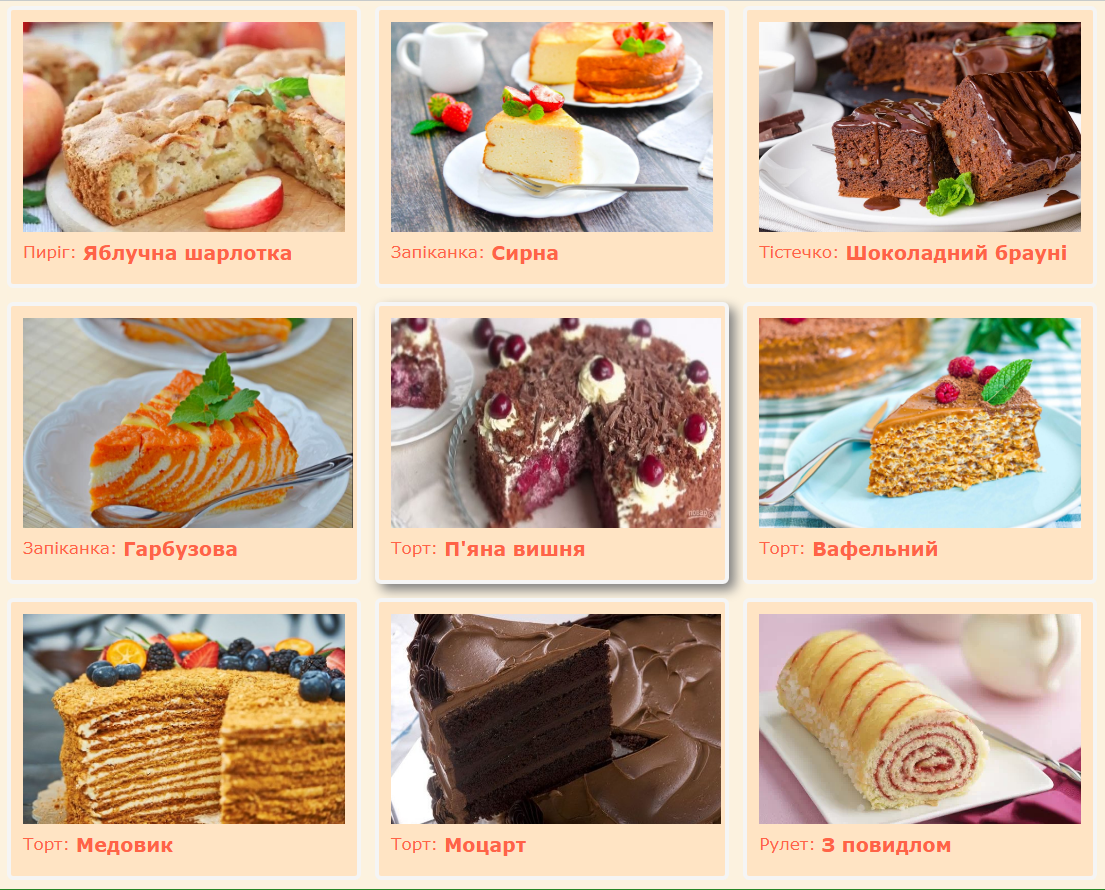 Пиріг: Яблучна шарлотка
Запіканка: Сирна
Тістечко: Шоколадний брауні
Запіканка: Гарбузова
Торт: П'яна вишня
Торт: Вафельний
Торт: Медовик
Торт: Моцарт
Рулет: З повидлом